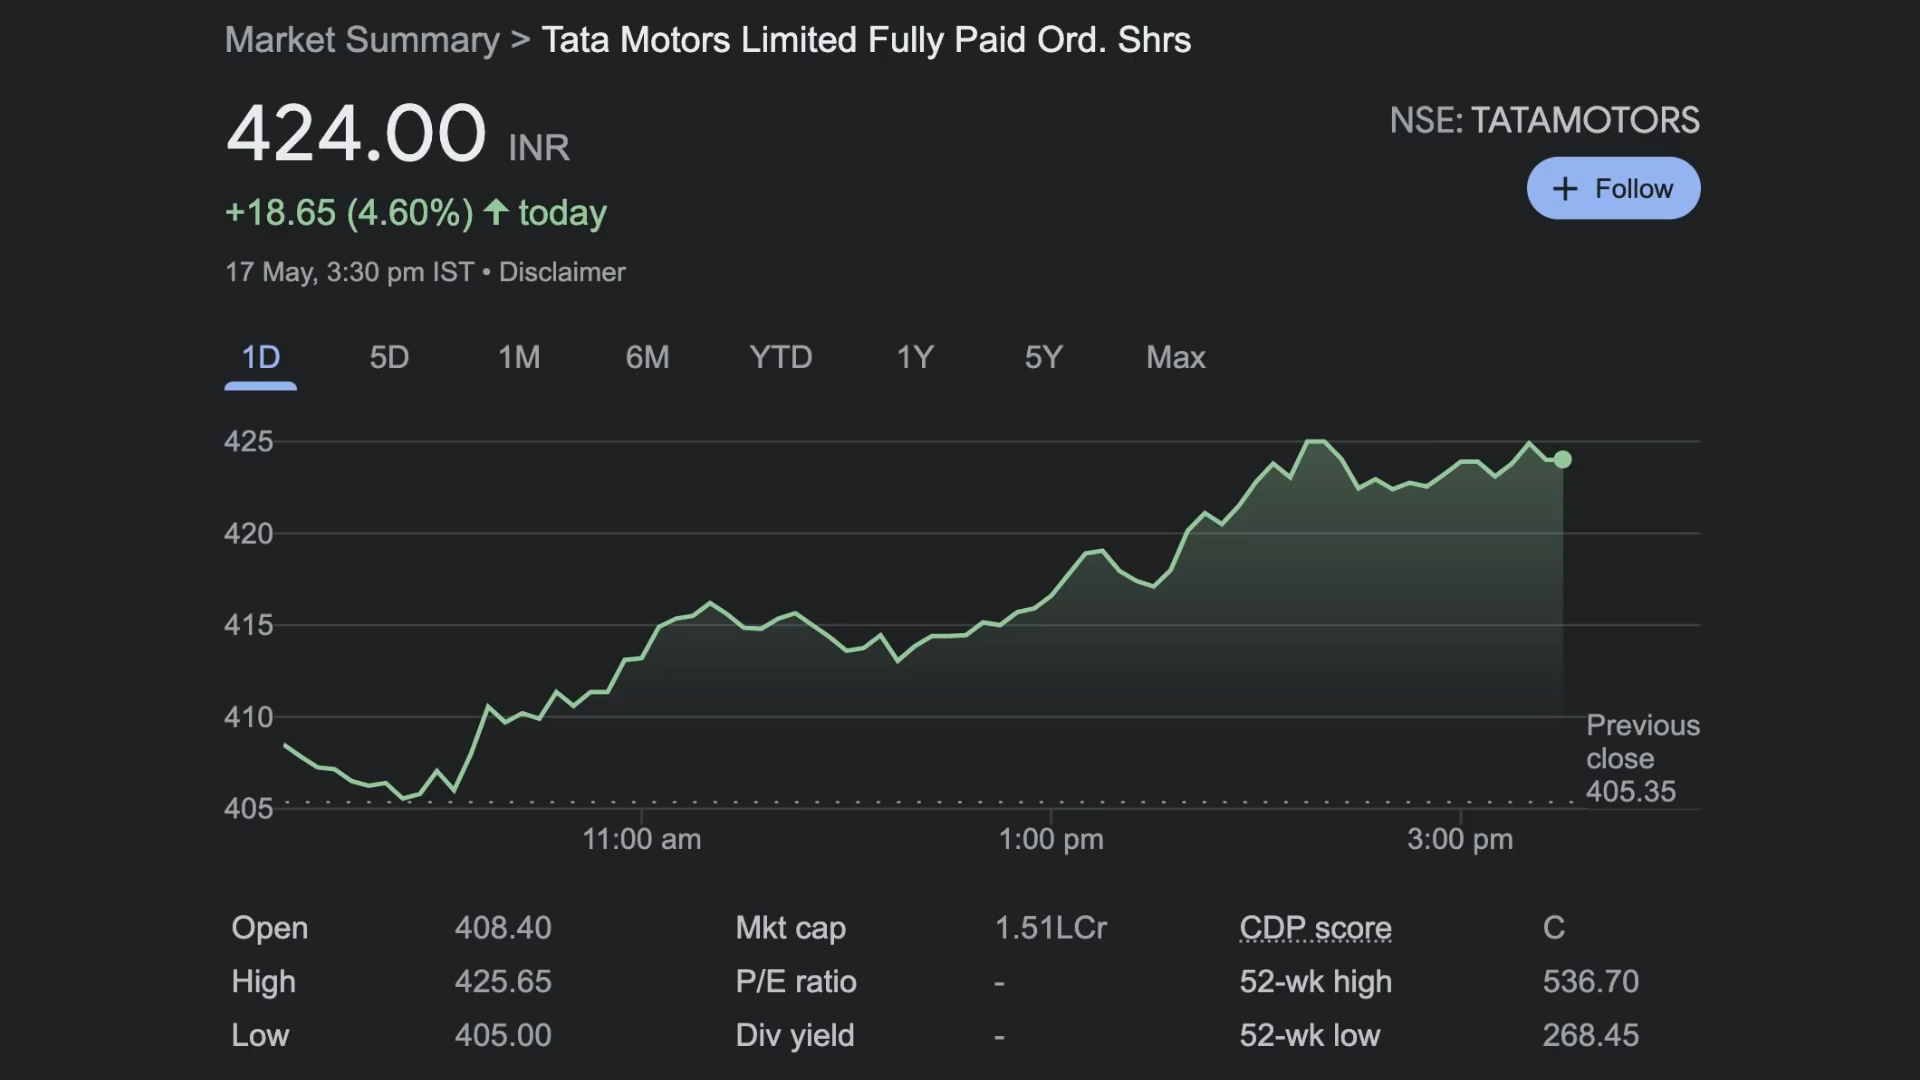 Market Summary > Tata Motors Limited Fully Paid Ord. Shrs
424.00 INR
NSE: TATAMOTORS
+ Follow
+18.65 (4.60%) ↑ today
17 May, 3:30 pm IST • Disclaimer
1D 5D 1M 6M YTD 1Y 5Y Max
425
420
415
410
405
Previous
close
405.35
11:00 am 1:00 pm 3:00 pm
Open 408.40 Mkt cap 1.51LCr CDP score C
High 425.65 P/E ratio - 52-wk high 536.70
Low 405.00 Div yield - 52-wk low 268.45